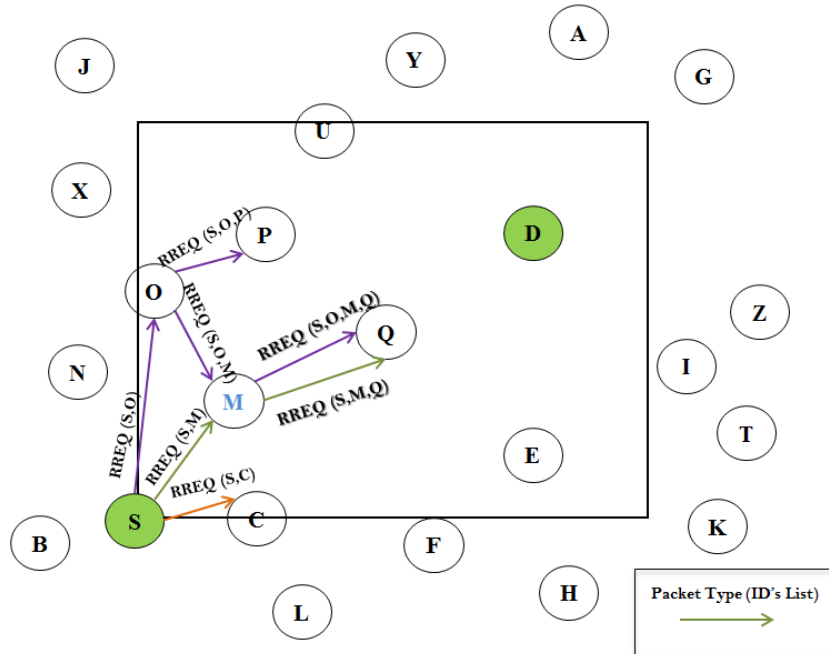 A
Y
J
G
U
X
RREQ (S,O,P)
P
D
O
RREQ (S,O,M)
RREQ (S,O,M,Q)
Q
Z
N
I
M
RREQ (S,M,Q)
RREQ (S,O)
RREQ (S,M)
T
E
RREQ (S,C)
S
C
K
B
F
H
L
Packet Type (ID's List)